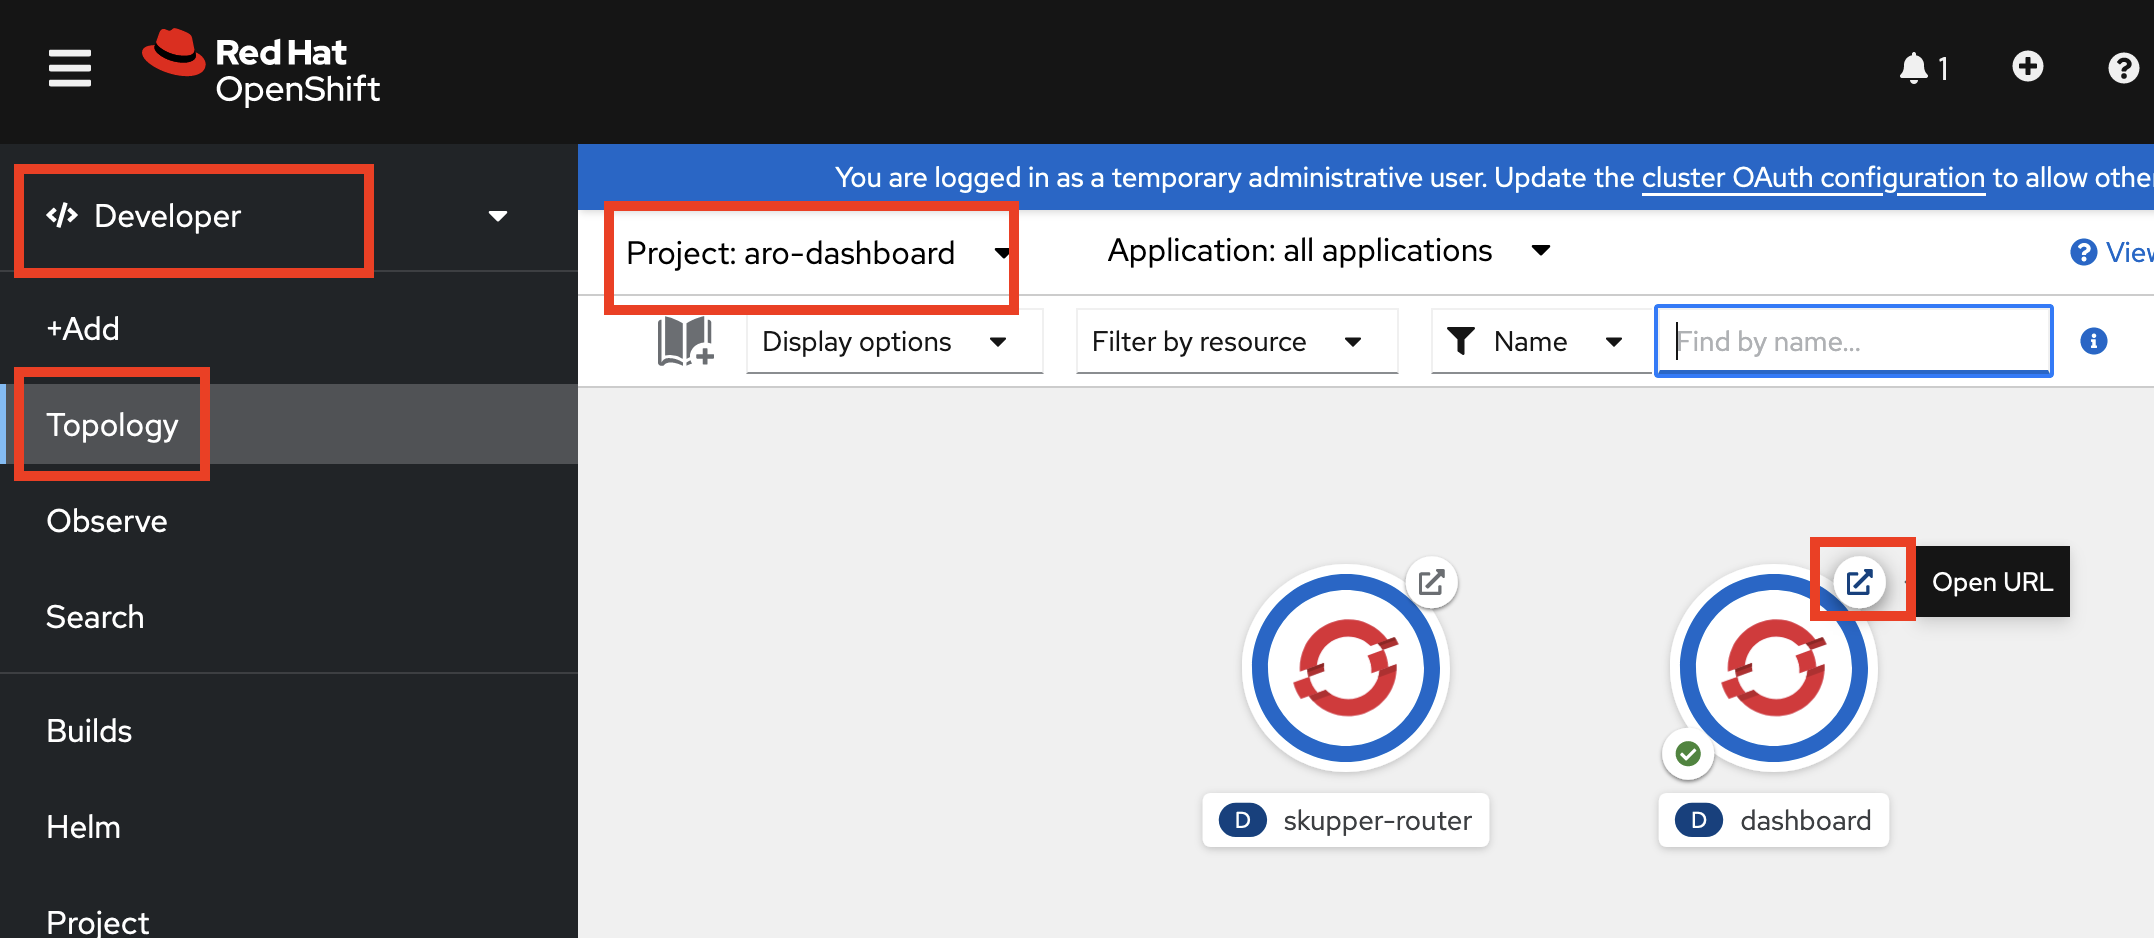 Red Hat
OpenShift
1
Developer
You are logged in as a temporary administrative user. Update the cluster OAuth configuration to allow othe
Project: aro-dashboard
Application: all applications
View
+Add
Display options
Filter by resource
Name
Find by name...
Topology
Observe
Search
Open URL
Builds
D skupper-router
D dashboard
Helm
Project